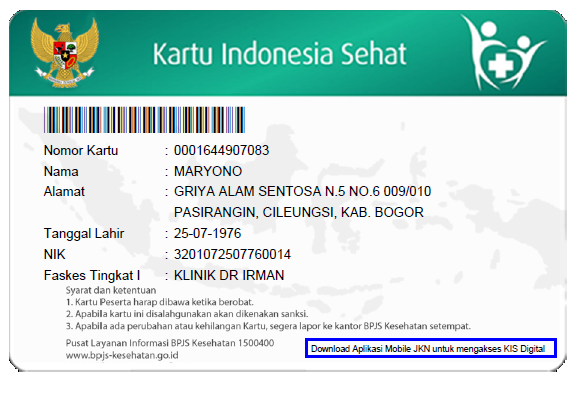 Kartu Indonesia Sehat
Nomor Kartu : 0001644907083
Nama : MARYONO
Alamat : GRIYA ALAM SENTOSA N.5 NO.6 009/010
PASIRANGIN, CILEUNGSI, KAB. BOGOR
Tanggal Lahir : 25-07-1976
NIK : 3201072507760014
Faskes Tingkat I : KLINIK DR IRMAN
Syarat dan ketentuan
1. Kartu Peserta harap dibawa ketika berobat.
2. Apabila kartu ini disalahgunakan akan dikenakan sanksi.
3. Apabila ada perubahan atau kehilangan Kartu, segera lapor ke kantor BPJS Kesehatan setempat.
Pusat Layanan Informasi BPJS Kesehatan 1500400
www.bpjs-kesehatan.go.id
Download Aplikasi Mobile JKN untuk mengakses KIS Digital